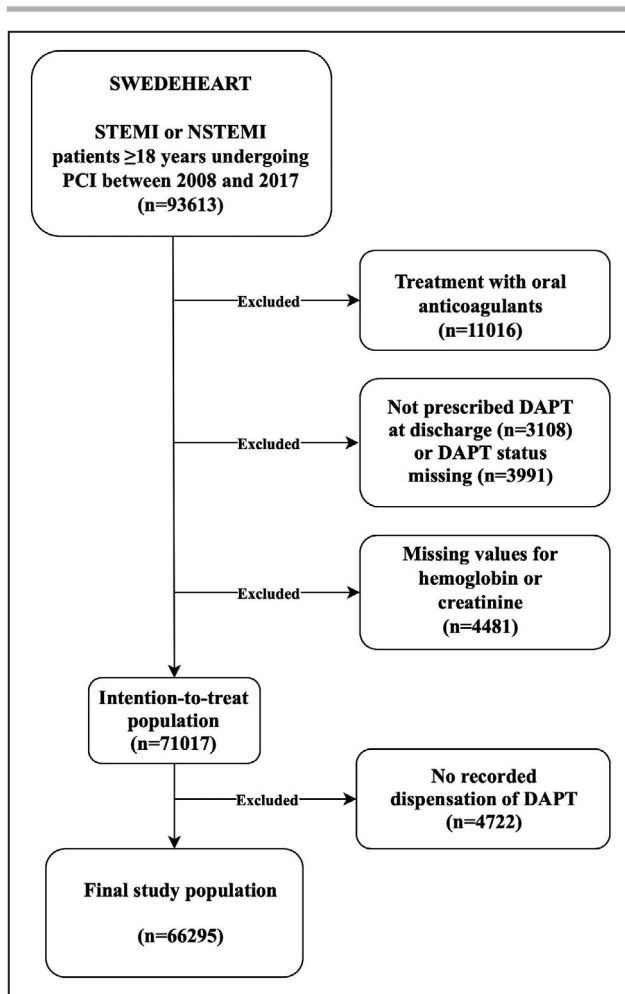 SWEDEHEART
STEMI or NSTEMI
patients ≥18 years undergoing
PCI between 2008 and 2017
(n=93613)
Excluded
Treatment with oral
anticoagulants
(n=11016)
Excluded
Not prescribed DAPT
at discharge (n=3108)
or DAPT status
missing (n=3991)
Excluded
Missing values for
hemoglobin or
creatinine
(n=4481)
Intention-to-treat
population
(n=71017)
Excluded
No recorded
dispensation of DAPT
(n=4722)
Final study population
(n=66295)